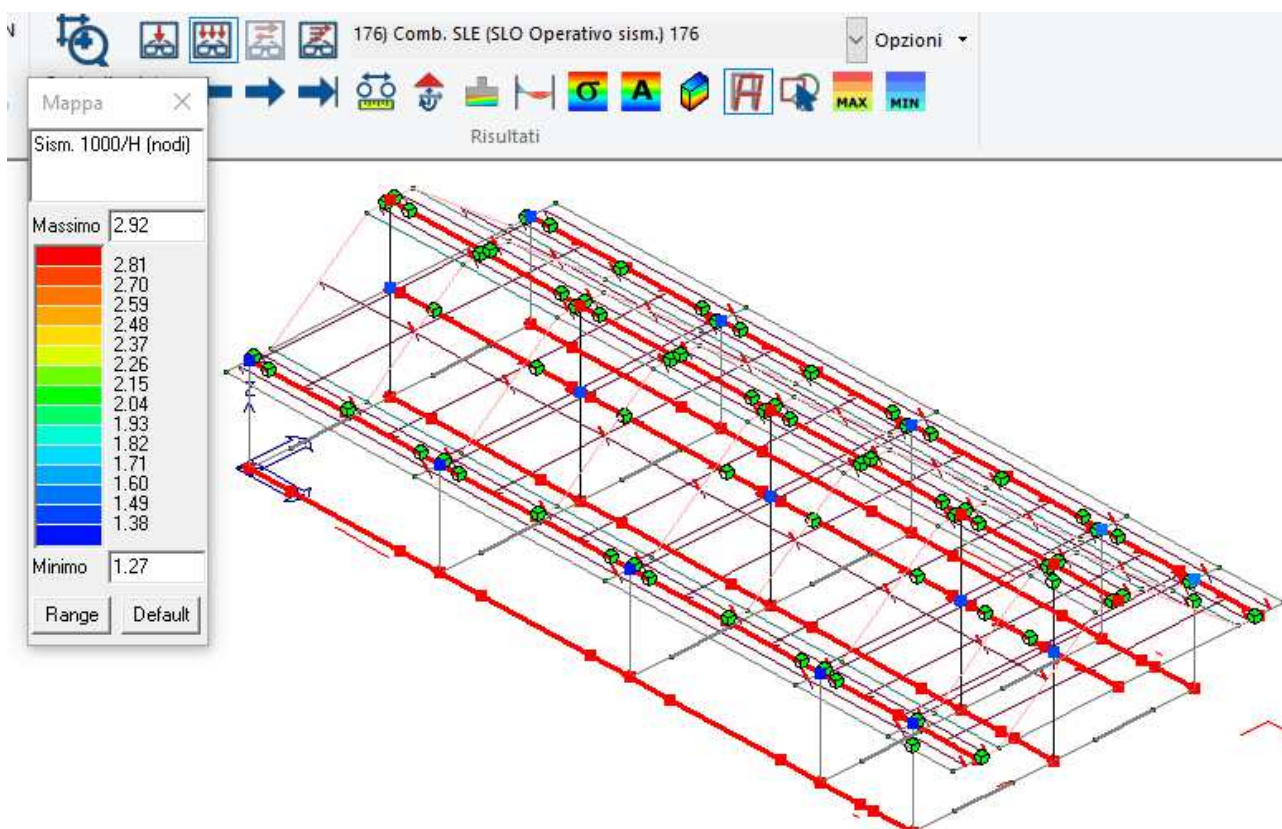 176) Comb. SLE (SLO Operativo sism.) 176
Opzioni
Mappa
σ
A
MAX
MIN
Risultati
Sism. 1000/H (nodi)
Massimo 2.92
2.81
2.70
2.59
2.48
2.37
2.26
2.15
2.04
1.93
1.82
1.71
1.60
1.49
1.38
Minimo 1.27
Range Default